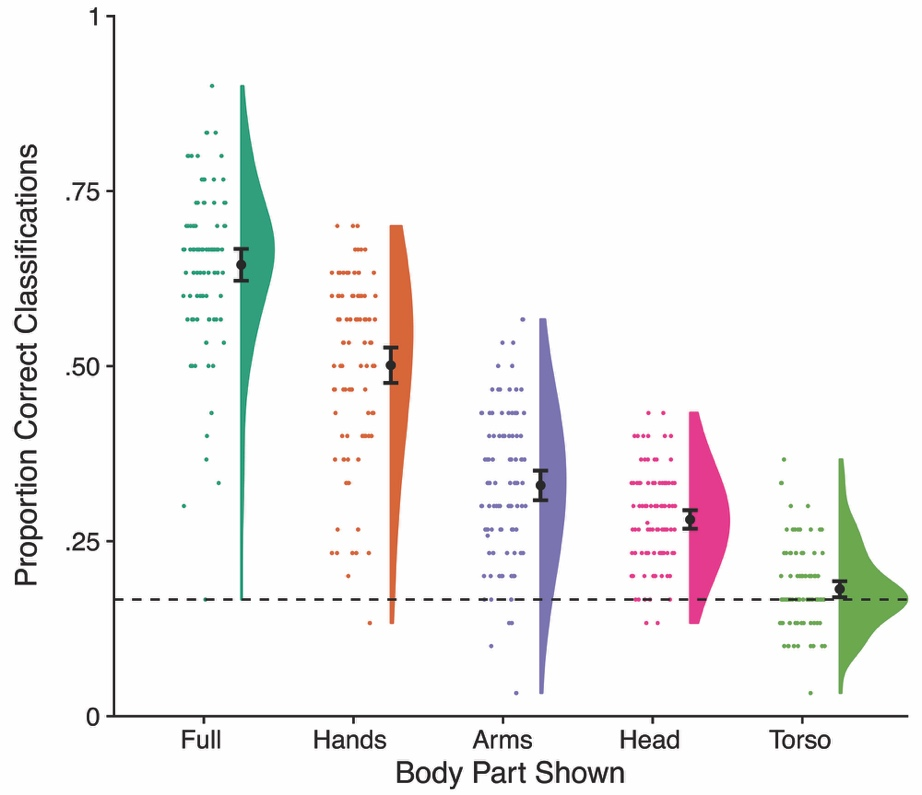 Proportion Correct Classifications
1
.75
.50
.25
0
Full Hands Arms Head Torso
Body Part Shown